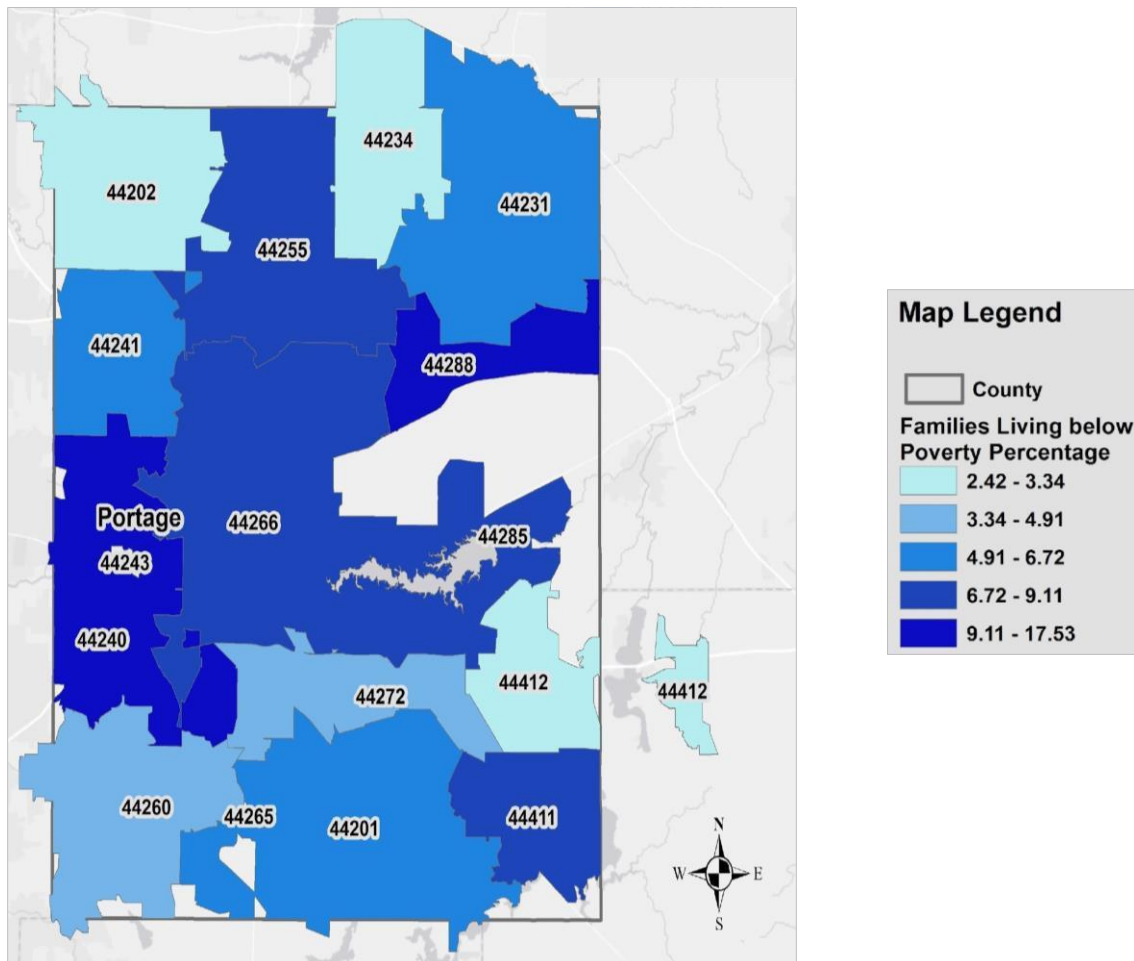 44234
44202
44231
44255
44241
44288
Portage
44266
44285
44243
44240
44272
44412
44412
44260
44265
44201
44411
N
W
E
S
Map Legend
County
Families Living below
Poverty Percentage
2.42 - 3.34
3.34 - 4.91
4.91 - 6.72
6.72 - 9.11
9.11 - 17.53